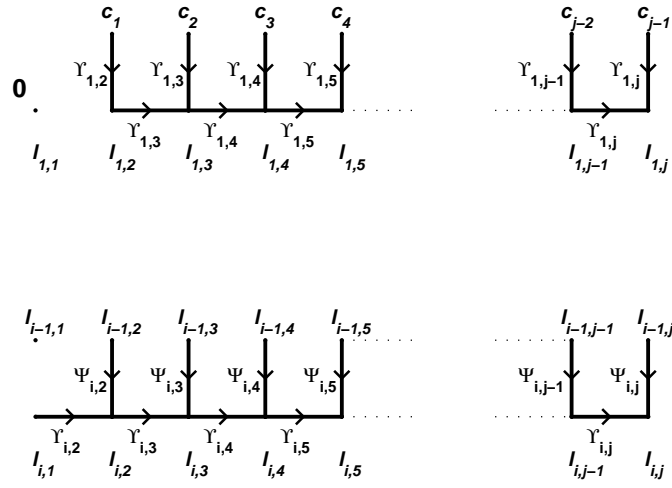 c1 c2 c3 c4 cj–2 cj–1
ϒ1,2 ϒ1,3 ϒ1,4 ϒ1,5 ϒ1,j–1 ϒ1,j
0
ϒ1,3 ϒ1,4 ϒ1,5 ϒ1,j
I1,1 I1,2 I1,3 I1,4 I1,5 I1,j–1 I1,j
Ii–1,1 Ii–1,2 Ii–1,3 Ii–1,4 Ii–1,5 Ii–1,j–1 Ii–1,j
Ψi,2 Ψi,3 Ψi,4 Ψi,5 Ψi,j–1 Ψi,j
ϒi,2 ϒi,3 ϒi,4 ϒi,5 ϒi,j
Ii,1 Ii,2 Ii,3 Ii,4 Ii,5 Ii,j–1 Ii,j